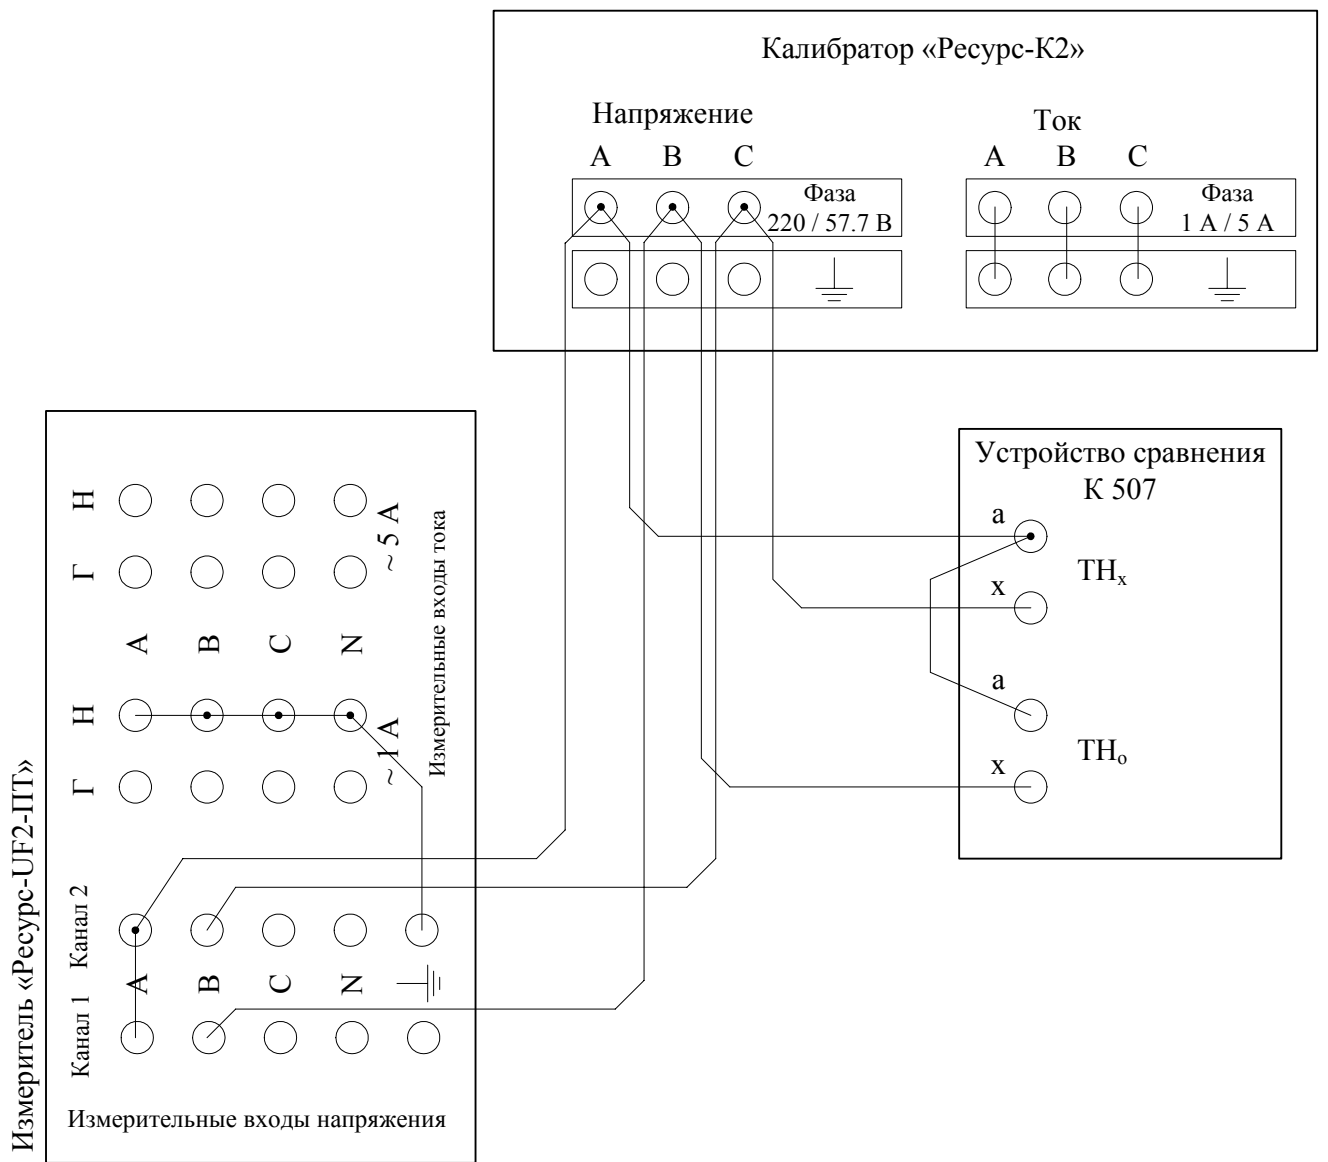 Калибратор «Ресурс-К2»
Напряжение
Ток
А В С
А В С
Фаза
220 / 57.7 В
Фаза
1 А / 5 А
Устройство сравнения
К 507
а
ТНх
х
а
ТНо
х
Измеритель «Ресурс-UF2-ПТ»
Н
Г
~ 5 А
А В С N
Н
Г
~ 1 А
Измерительные входы тока
Канал 2
А В С N
Канал 1
Измерительные входы напряжения